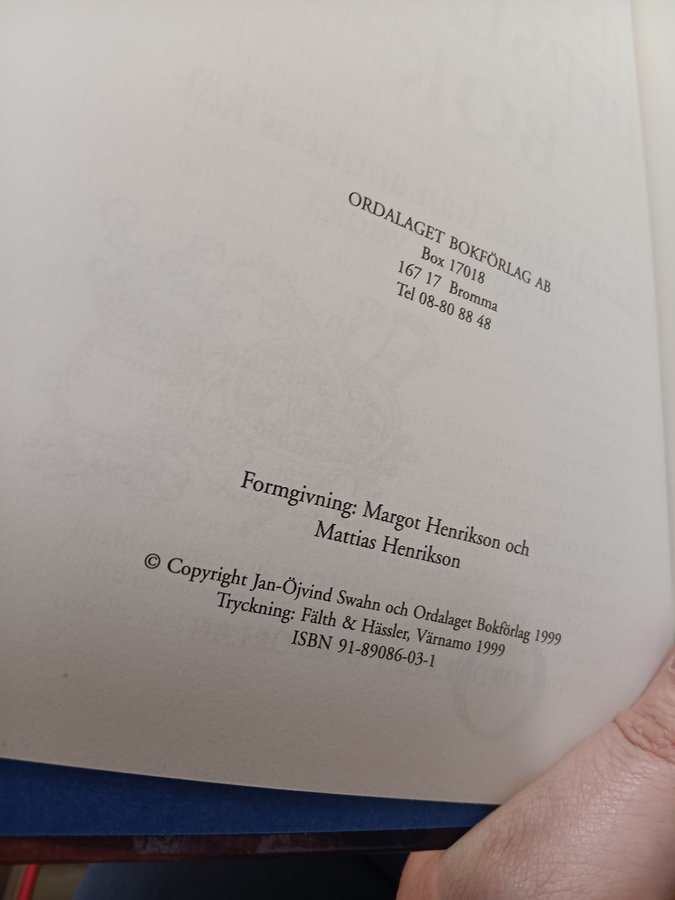 ORDALAGET BOKFÖRLAG AB
Box 17018
167 17 Bromma
Tel 08-80 88 48
Formgivning: Margot Henrikson och
Mattias Henrikson
© Copyright Jan-Öjvind Swahn och Ordalaget Bokförlag 1999
Tryckning: Fälth & Hässler, Värnamo 1999
ISBN 91-89086-03-1